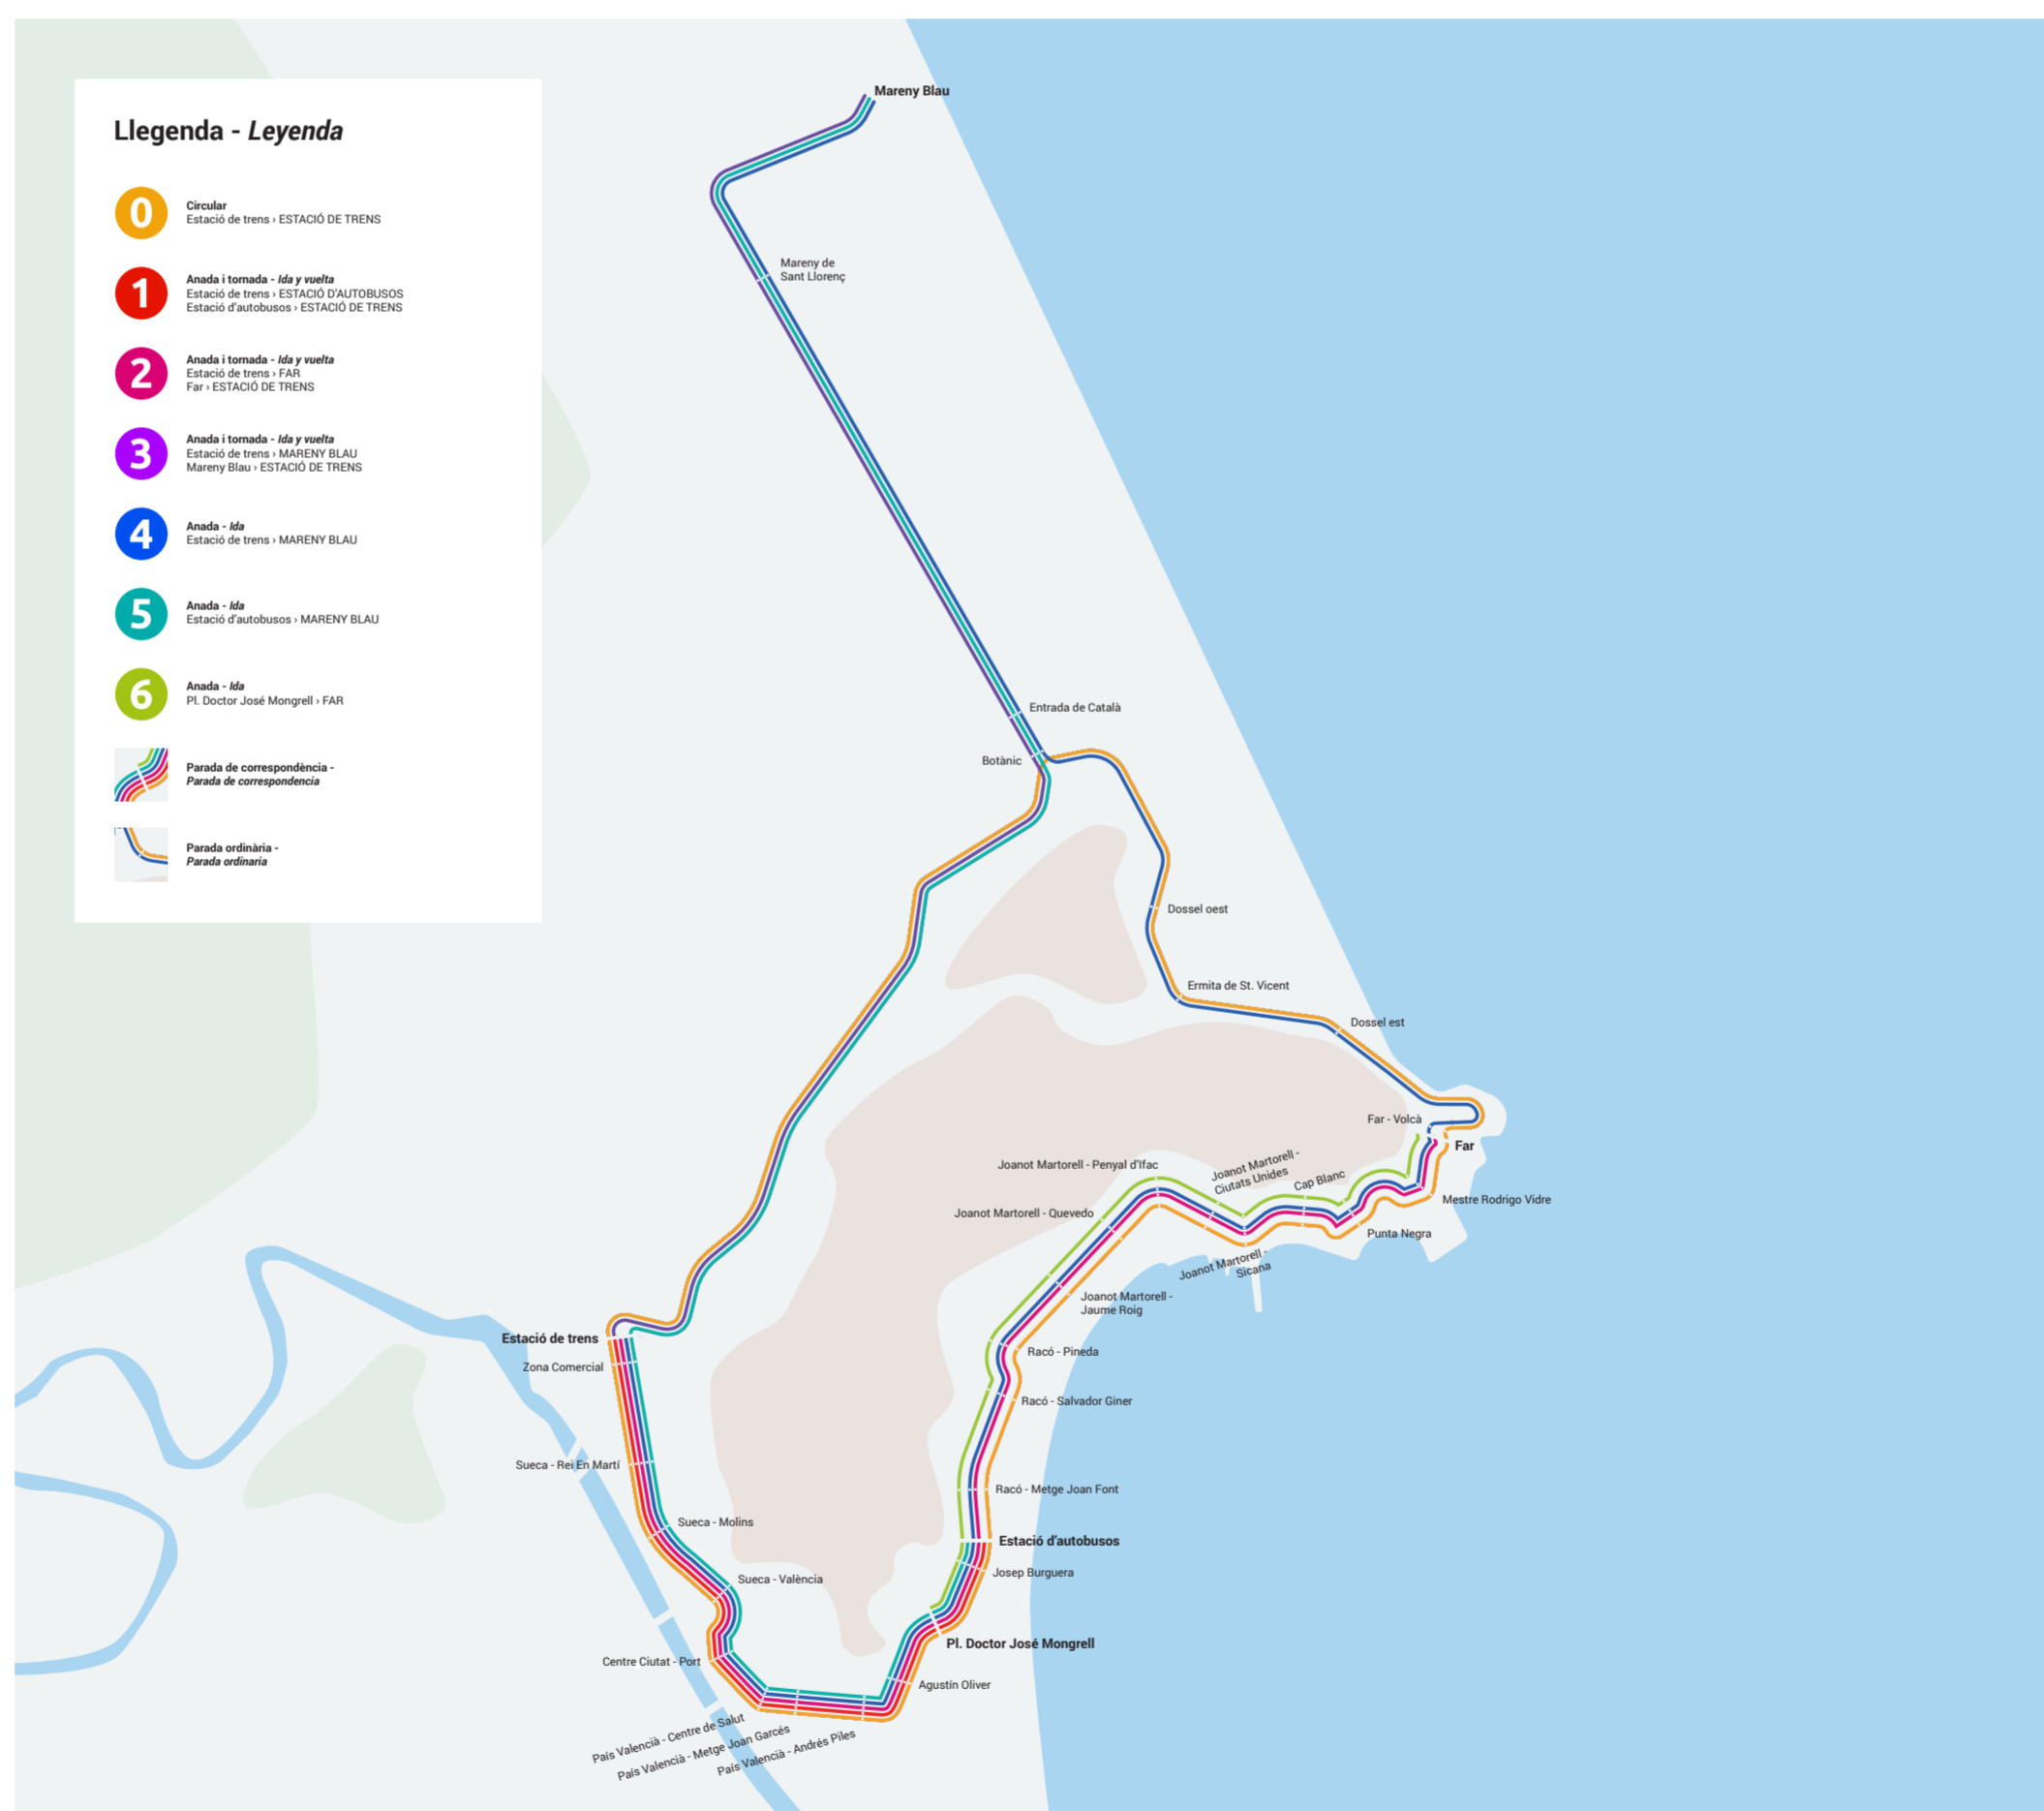 Llegenda - Leyenda
0
Circular
Estació de trens › ESTACIÓ DE TRENS
1
Anada i tornada - Ida y vuelta
Estació de trens › ESTACIÓ D'AUTOBUSOS
Estació d'autobusos › ESTACIÓ DE TRENS
2
Anada i tornada - Ida y vuelta
Estació de trens › FAR
Far › ESTACIÓ DE TRENS
3
Anada i tornada - Ida y vuelta
Estació de trens › MARENY BLAU
Mareny Blau › ESTACIÓ DE TRENS
4
Anada - Ida
Estació de trens › MARENY BLAU
5
Anada - Ida
Estació d'autobusos › MARENY BLAU
6
Anada - Ida
Pl. Doctor José Mongrell › FAR
Parada de correspondència -
Parada de correspondencia
Parada ordinària -
Parada ordinaria
Mareny Blau
Mareny de
Sant Llorenç
Entrada de Català
Botànic
Dossel oest
Ermita de St. Vicent
Dossel est
Far - Volcà
Far
Joanot Martorell - Penyal d'Ifac
Joanot Martorell -
Ciutats Unides
Cap Blanc
Mestre Rodrigo Vidre
Joanot Martorell - Quevedo
Punta Negra
Joanot Martorell -
Sicana
Joanot Martorell -
Jaume Roig
Estació de trens
Racó - Pineda
Zona Comercial
Racó - Salvador Giner
Sueca - Rei En Martí
Racó - Metge Joan Font
Sueca - Molins
Estació d'autobusos
Josep Burguera
Sueca - València
Pl. Doctor José Mongrell
Centre Ciutat - Port
Agustín Oliver
País Valencià - Centre de Salut
País Valencià - Metge Joan Garcés
País Valencià - Andrés Piles